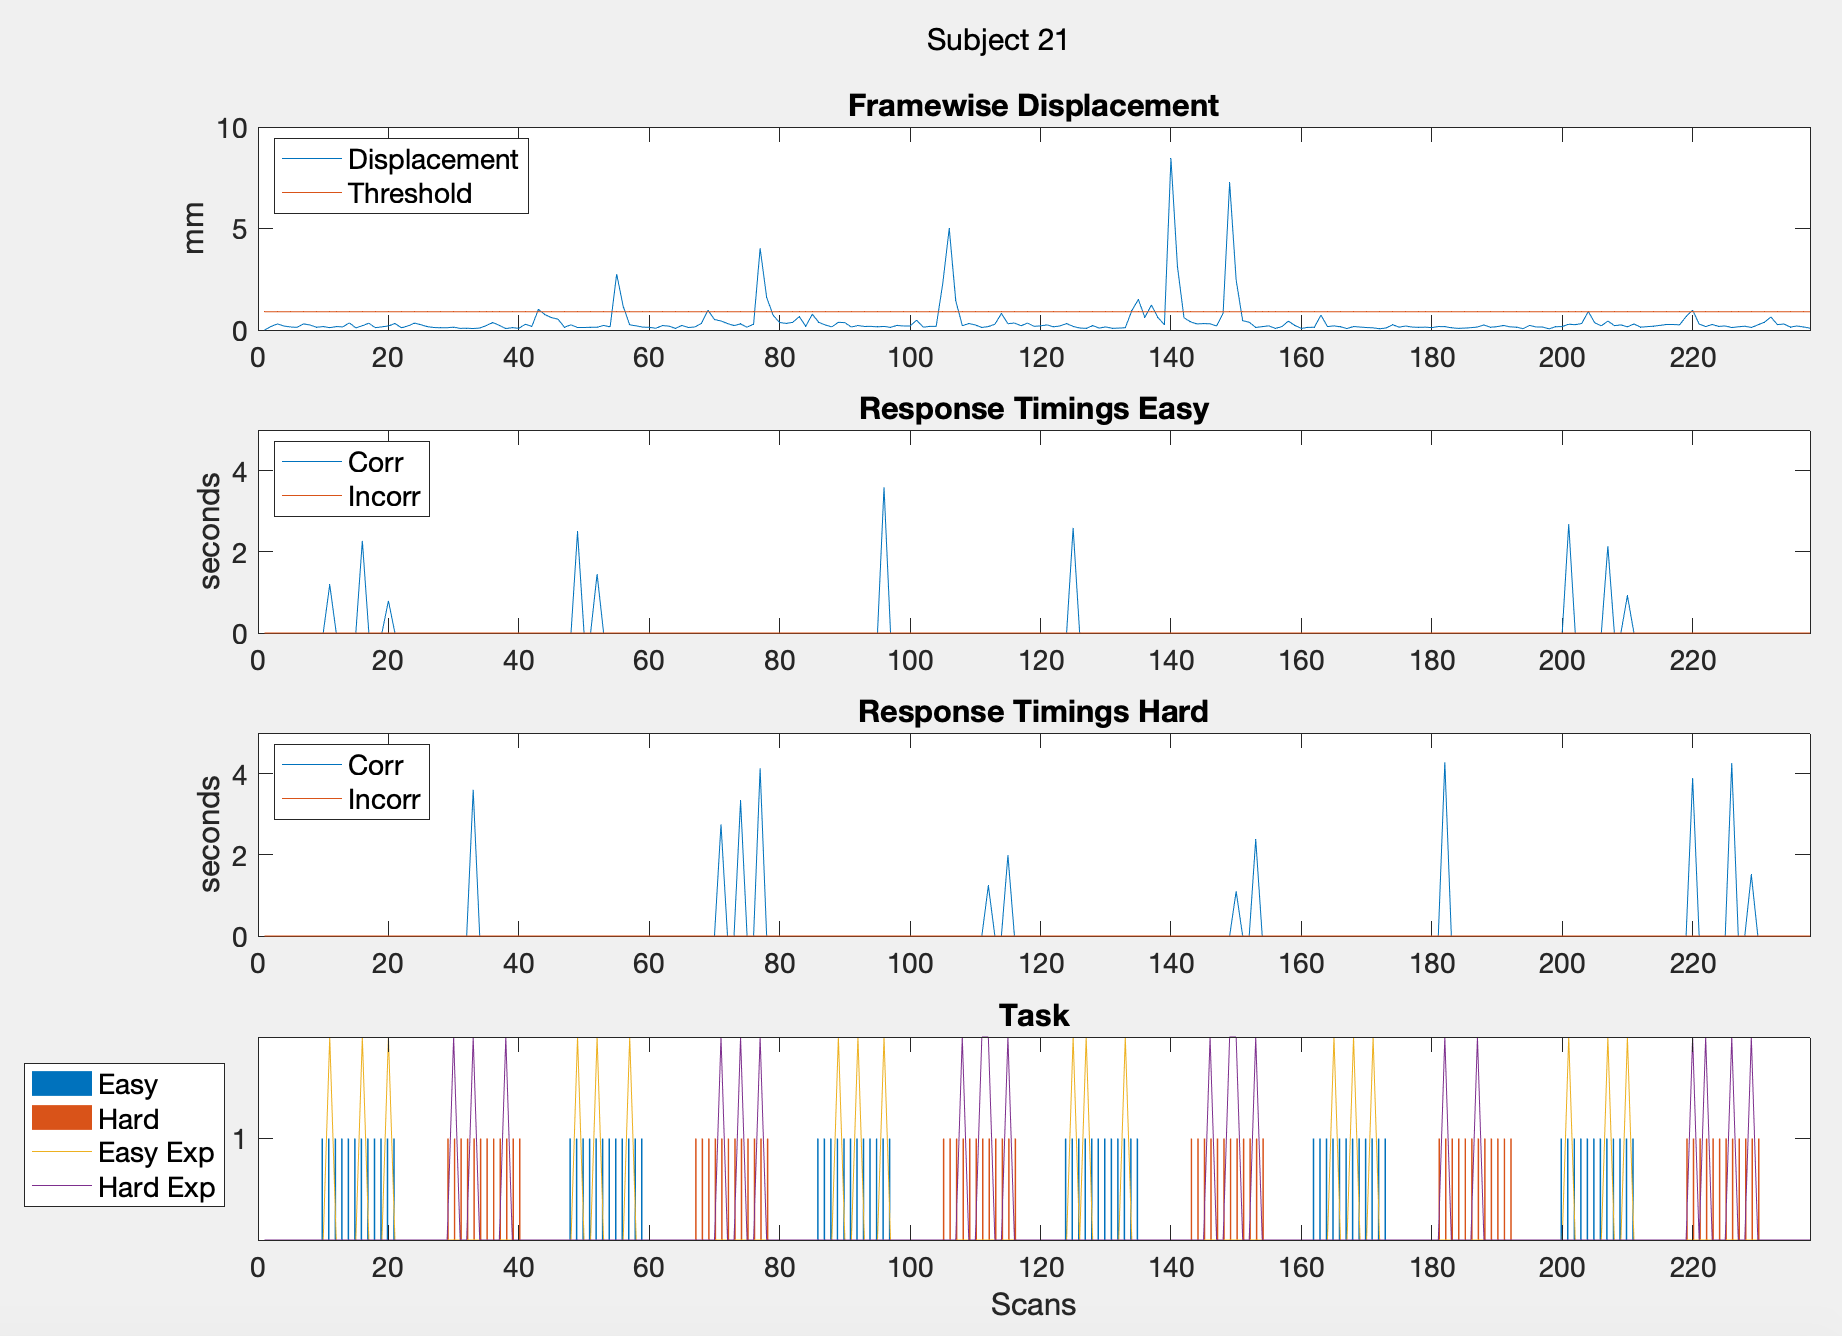 Subject 21
Framewise Displacement
10
5
0
mm
Displacement
Threshold
0 20 40 60 80 100 120 140 160 180 200 220
Response Timings Easy
4
2
0
seconds
Corr
Incorr
0 20 40 60 80 100 120 140 160 180 200 220
Response Timings Hard
4
2
0
seconds
Corr
Incorr
0 20 40 60 80 100 120 140 160 180 200 220
Task
1
Easy
Hard
Easy Exp
Hard Exp
0 20 40 60 80 100 120 140 160 180 200 220
Scans